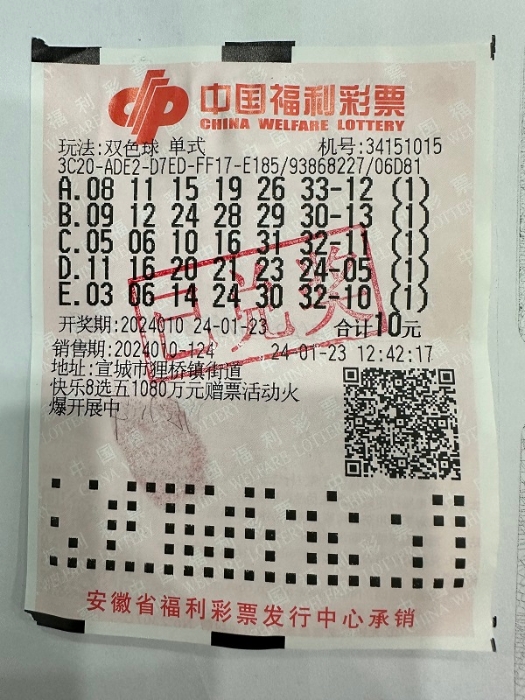 中国福利彩票
CHINA WELFARE LOTTERY
玩法:双色球 单式 机号:34151015
3C20-ADE2-D7ED-FF17-E185/93868227/06D81
A.08 11 15 19 26 33-12 (1)
B.09 12 24 28 29 30-13 (1)
C.05 06 10 16 31 32-11 (1)
D.11 16 20 21 23 24-05 (1)
E.03 06 14 24 30 32-10 (1)
已兑奖
开奖期:2024010 24-01-23 合计10元
销售期:2024010-124 24-01-23 12:42:17
地址:宣城市狸桥镇街道
快乐8选五1080万元赠票活动火
爆开展中
安徽省福利彩票发行中心承销